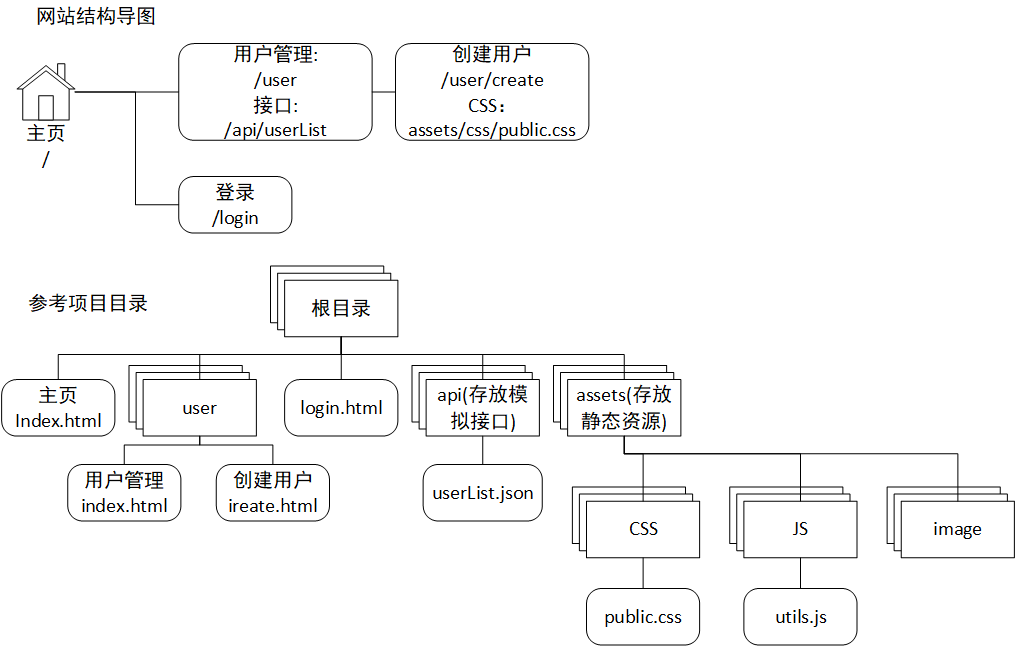 网站结构导图
用户管理:
/user
接口:
/api/userList
创建用户
/user/create
CSS：
assets/css/public.css
主页
/
登录
/login
参考项目目录
根目录
主页
Index.html
user
login.html
api(存放模
拟接口)
assets(存放
静态资源)
用户管理
index.html
创建用户
ireate.html
userList.json
CSS
JS
image
public.css
utils.js